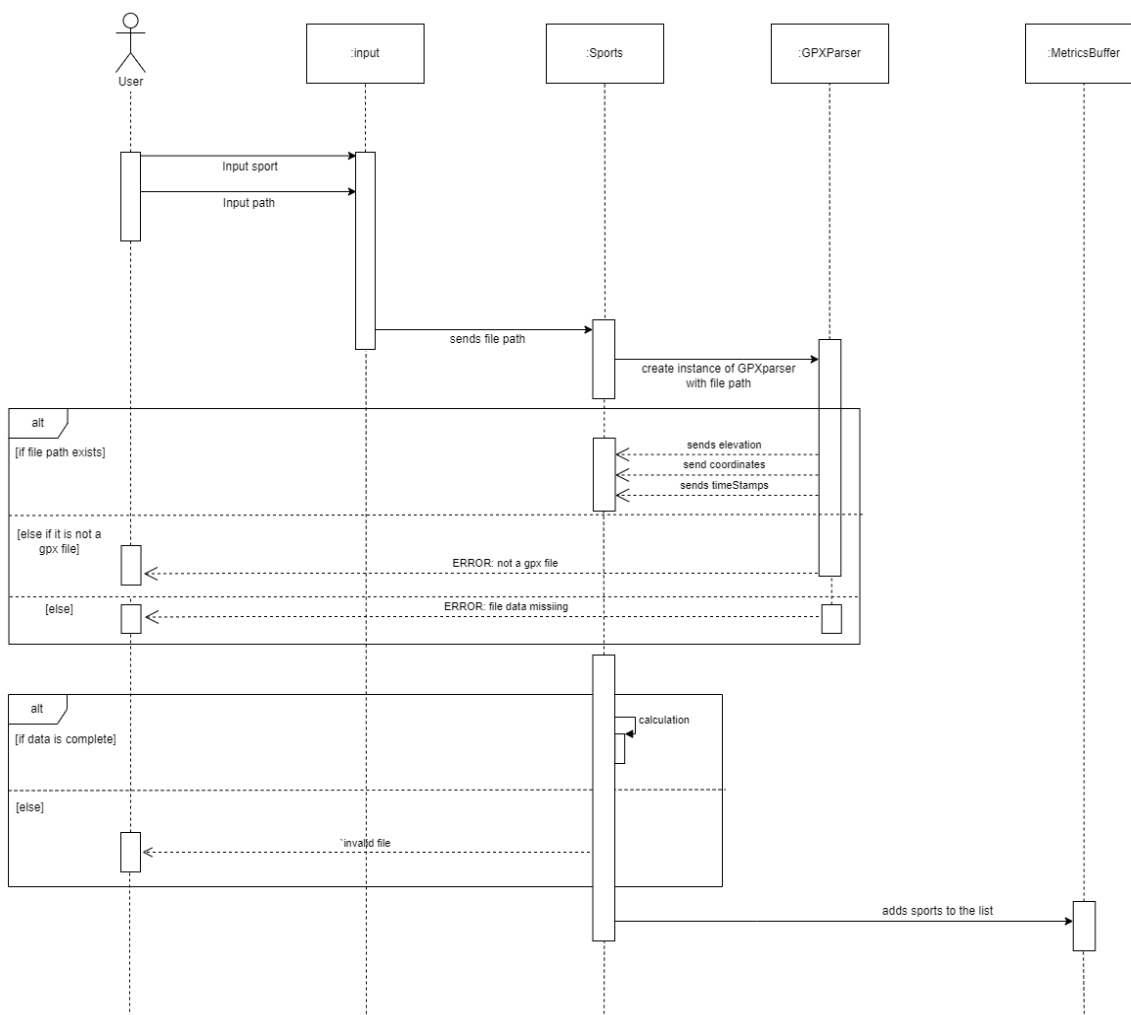 User
:input
:Sports
:GPXParser
:MetricsBuffer
Input sport
Input path
sends file path
create instance of GPXparser
with file path
alt
[if file path exists]
sends elevation
send coordinates
sends timeStamps
[else if it is not a
gpx file]
ERROR: not a gpx file
[else]
ERROR: file data missiing
alt
calculation
[if data is complete]
[else]
`invalid file
adds sports to the list